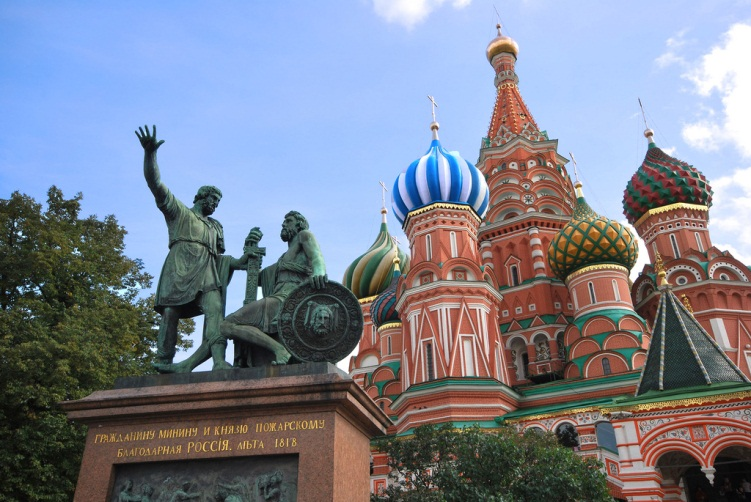 ГРАЖДАНИНУ МИНИНУ И КНЯЗЮ ПОЖАРСКОМУ
БЛАГОДАРНАЯ РОССІЯ. ЛѢТА 1818